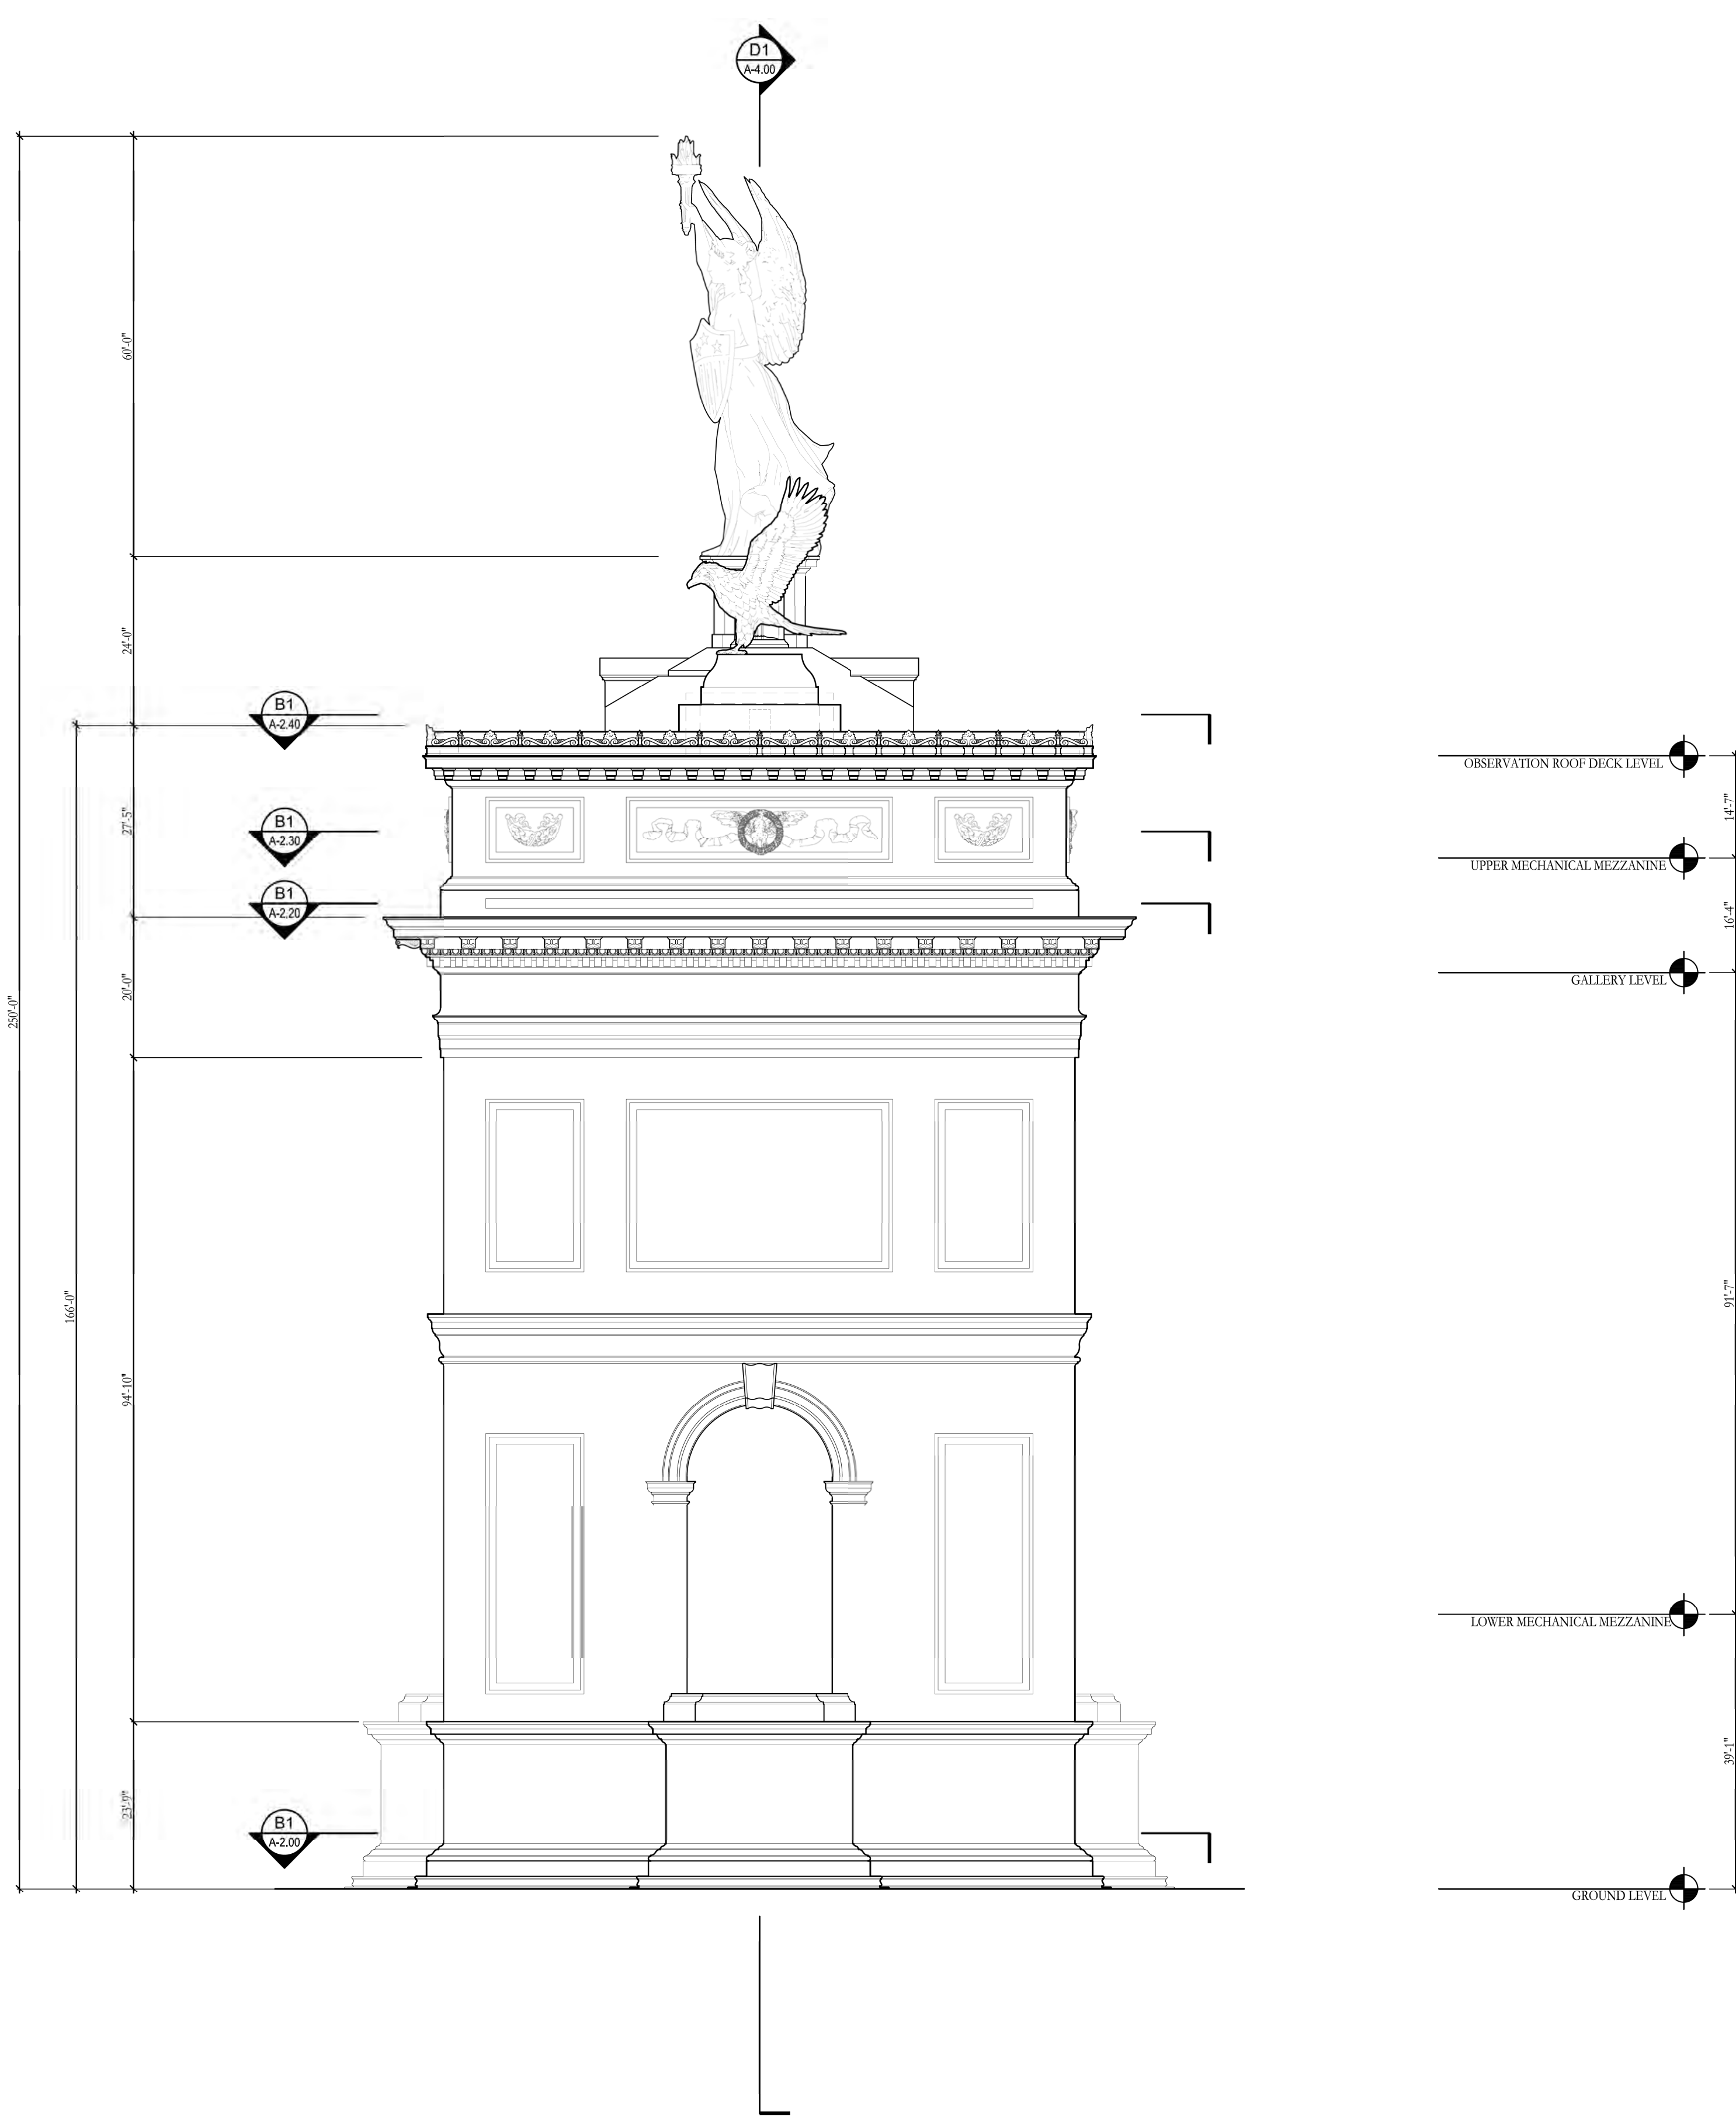 D1
A-4.00
60'-0"
24'-0"
B1
A-2.40
OBSERVATION ROOF DECK LEVEL
27'-5"
14'-7"
B1
A-2.30
UPPER MECHANICAL MEZZANINE
B1
A-2.20
16'-4"
GALLERY LEVEL
20'-0"
250'-0"
166'-0"
91'-7"
94'-10"
LOWER MECHANICAL MEZZANINE
39'-1"
23'-9"
B1
A-2.00
GROUND LEVEL